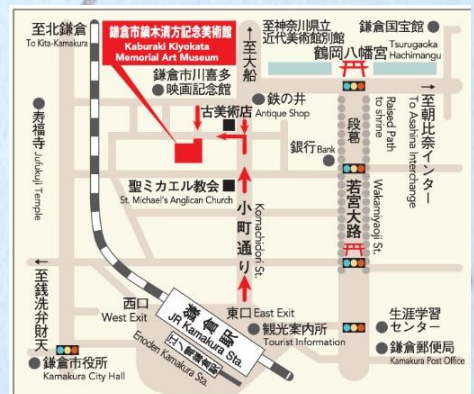 至北鎌倉
To Kita-Kamakura
鎌倉市鏑木清方記念美術館
Kaburaki Kiyokata
Memorial Art Museum
至大船
至神奈川県立
近代美術館別館
鎌倉国宝館
鶴岡八幡宮
Tsurugaoka
Hachimangu
鎌倉市川喜多
映画記念館
鉄の井
古美術店
Antique Shop
寿福寺
Jufukuji Temple
銀行 Bank
段葛
Raised Path
to shrine
至朝比奈インター
To Asahina Interchange
聖ミカエル教会
St. Michael's Anglican Church
小町通り
Komachidori St.
若宮大路
Wakamiyaoji St.
至銭洗弁財天
西口
West Exit
鎌倉駅
JR Kamakura Sta.
江ノ電鎌倉駅
Enoden Kamakura Sta.
東口 East Exit
観光案内所
Tourist Information
生涯学習
センター
鎌倉郵便局
Kamakura Post Office
鎌倉市役所
Kamakura City Hall